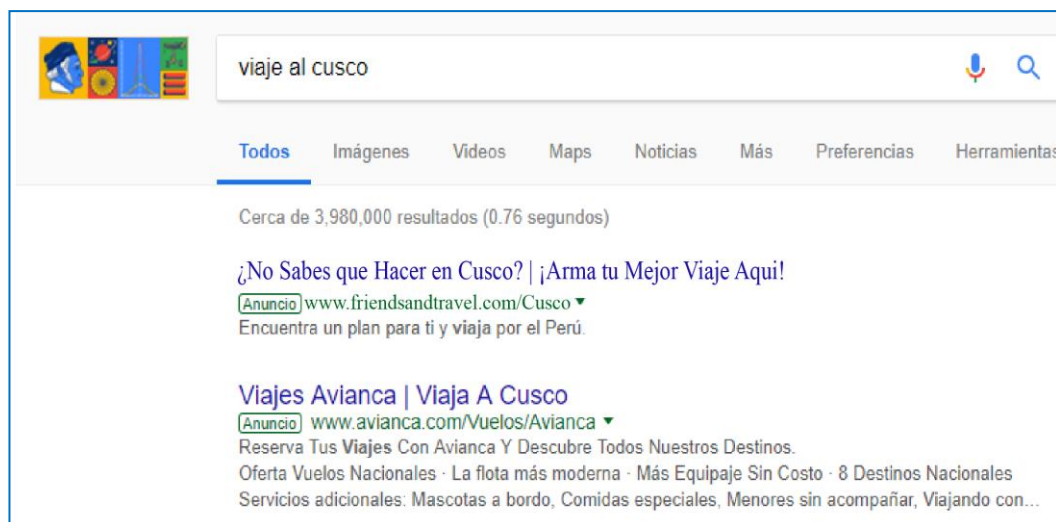 viaje al cusco
Todos Imágenes Videos Maps Noticias Más Preferencias Herramientas
Cerca de 3,980,000 resultados (0.76 segundos)
¿No Sabes que Hacer en Cusco? | ¡Arma tu Mejor Viaje Aqui!
Anuncio www.friendsandtravel.com/Cusco
Encuentra un plan para ti y viaja por el Perú.
Viajes Avianca | Viaja A Cusco
Anuncio www.avianca.com/Vuelos/Avianca
Reserva Tus Viajes Con Avianca Y Descubre Todos Nuestros Destinos.
Oferta Vuelos Nacionales · La flota más moderna · Más Equipaje Sin Costo · 8 Destinos Nacionales
Servicios adicionales: Mascotas a bordo, Comidas especiales, Menores sin acompañar, Viajando con...